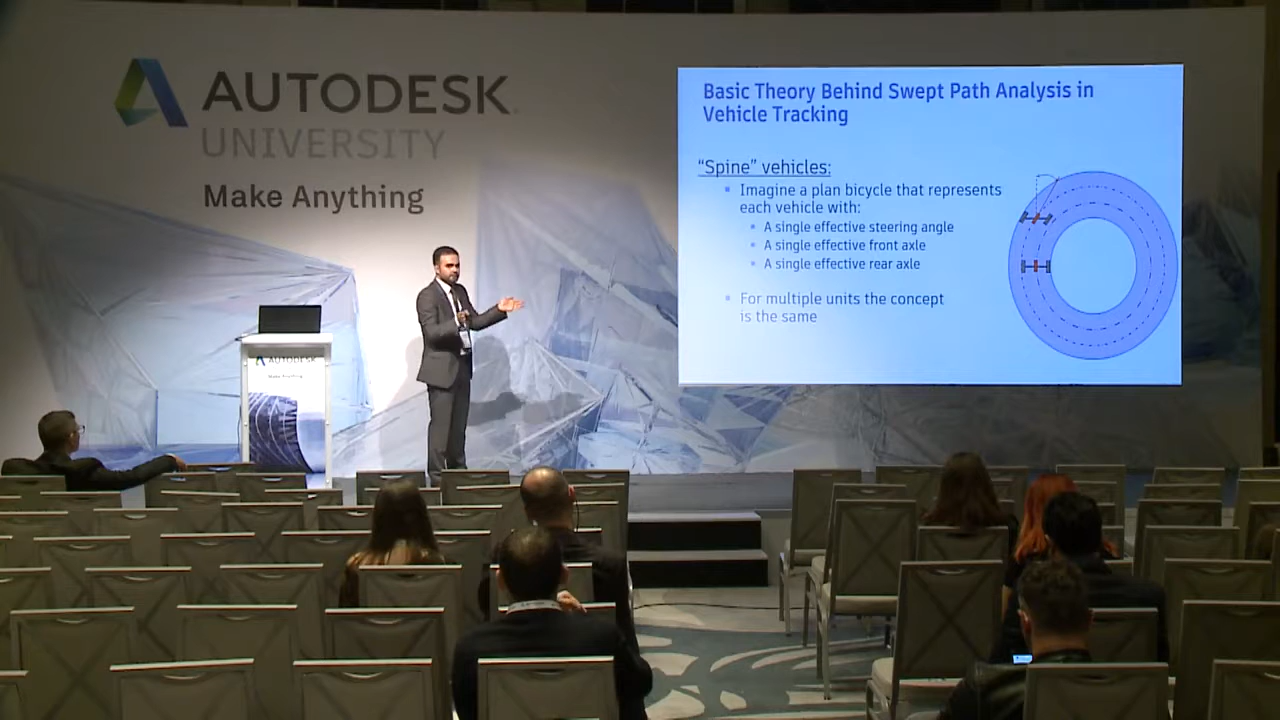 AUTODESK
UNIVERSITY
Make Anything
Basic Theory Behind Swept Path Analysis in
Vehicle Tracking
“Spine” vehicles:
Imagine a plan bicycle that represents
each vehicle with:
A single effective steering angle
A single effective front axle
A single effective rear axle
For multiple units the concept
is the same
AUTODESK
Make Anything